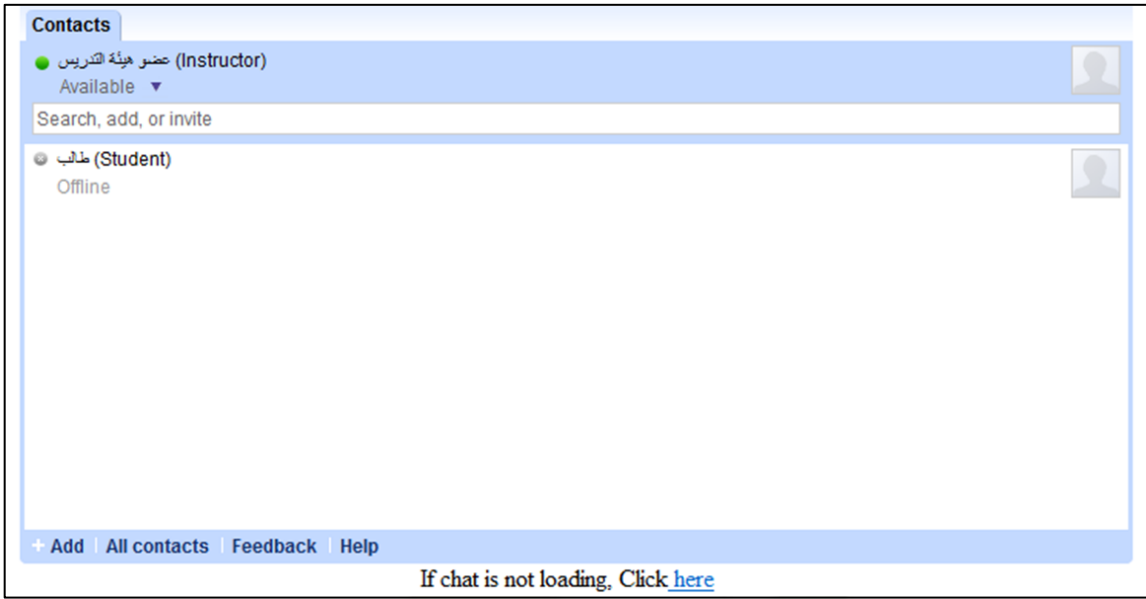 Contacts
عضو هيئة التدريس (Instructor)
Available
Search, add, or invite
طالب (Student)
Offline
+ Add All contacts Feedback Help
If chat is not loading, Click here